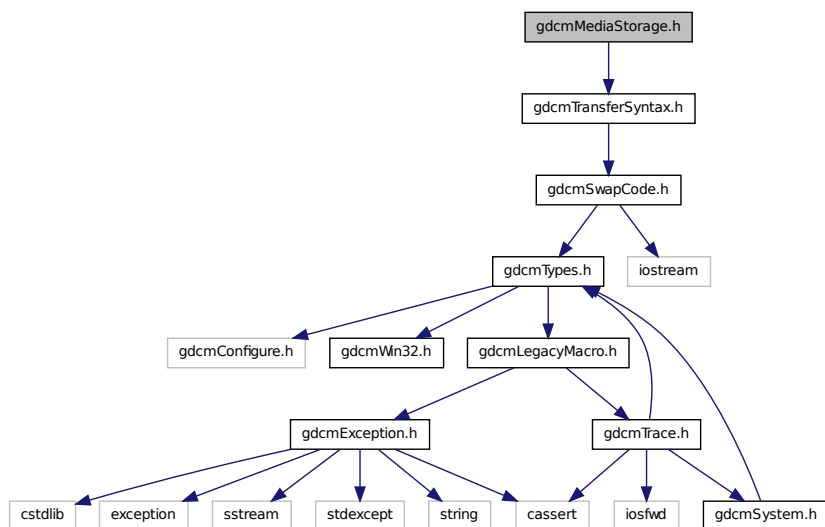 gdcmMediaStorage.h
gdcmTransferSyntax.h
gdcmSwapCode.h
gdcmTypes.h
iostream
gdcmConfigure.h
gdcmWin32.h
gdcmLegacyMacro.h
gdcmException.h
gdcmTrace.h
cstdlib
exception
sstream
stdexcept
string
cassert
iosfwd
gdcmSystem.h